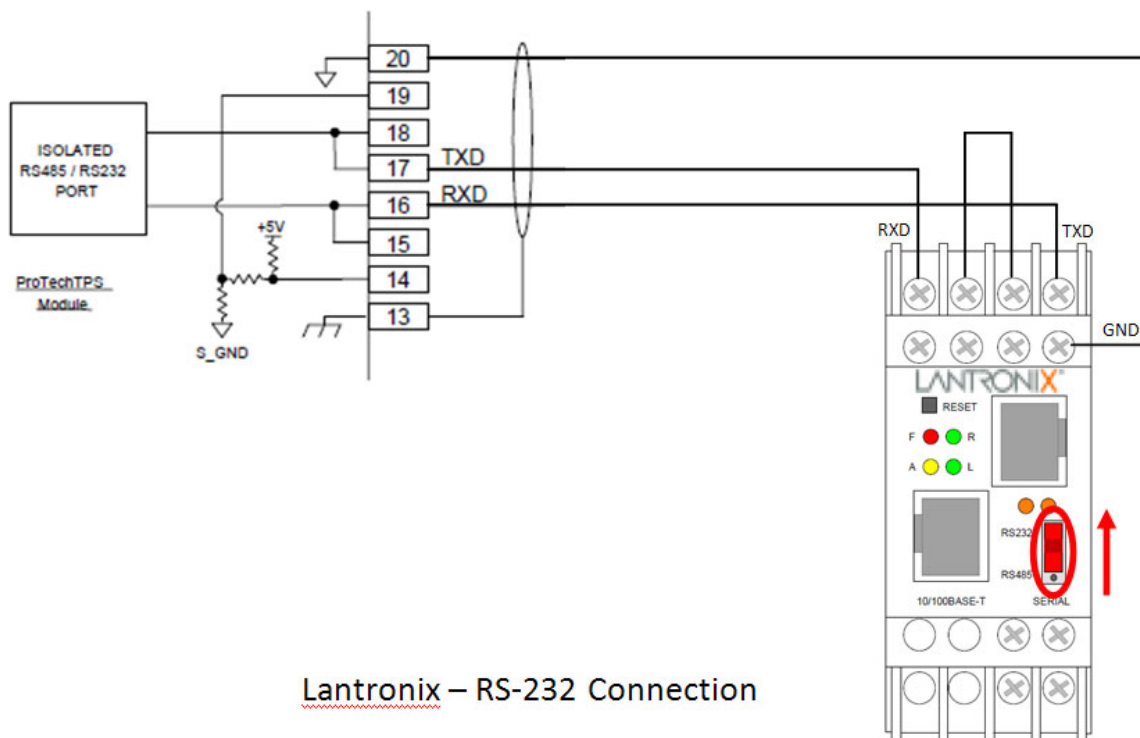 20
19
18
17
16
15
14
13
TXD
RXD
ISOLATED
RS485 / RS232
PORT
+5V
ProTechTPS
Module
S_GND
RXD
TXD
GND
LANTRONIX
RESET
F
R
A
L
RS232
RS485
10/100BASE-T
SERIAL
Lantronix – RS-232 Connection